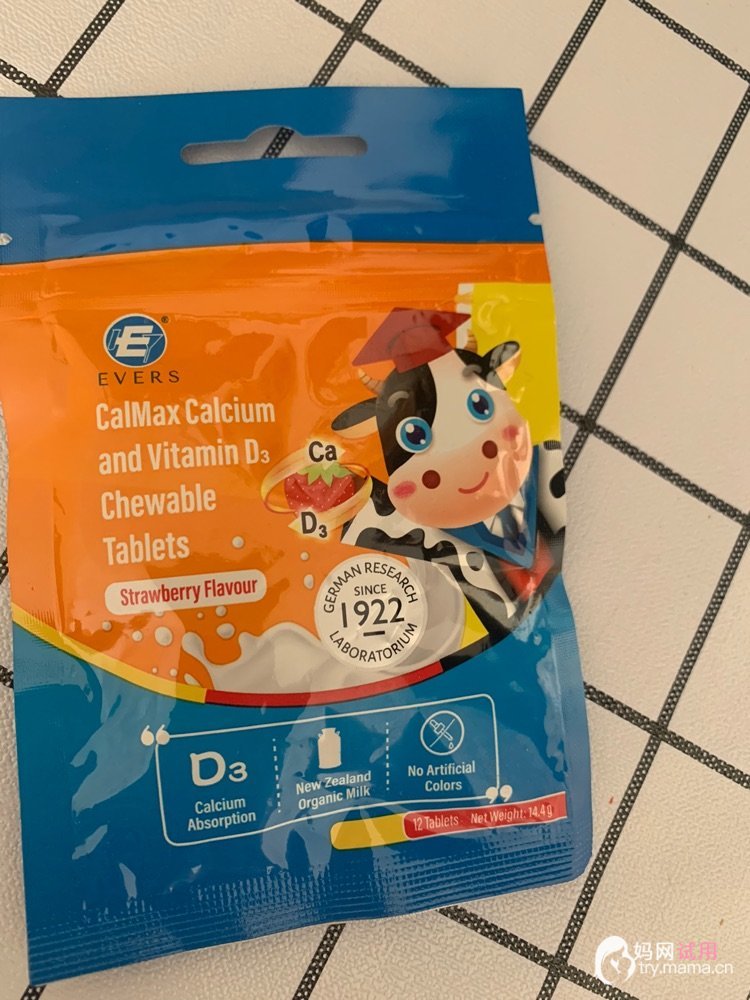 E7
®
EVERS
CalMax Calcium
and Vitamin D3
Chewable
Tablets
Strawberry Flavour
Ca
D3
GERMAN RESEARCH
SINCE
1922
LABORATORIUM
D3
Calcium
Absorption
New Zealand
Organic Milk
No Artificial
Colors
12 Tablets Net Weight: 14.4g
妈网试用
try.mama.cn